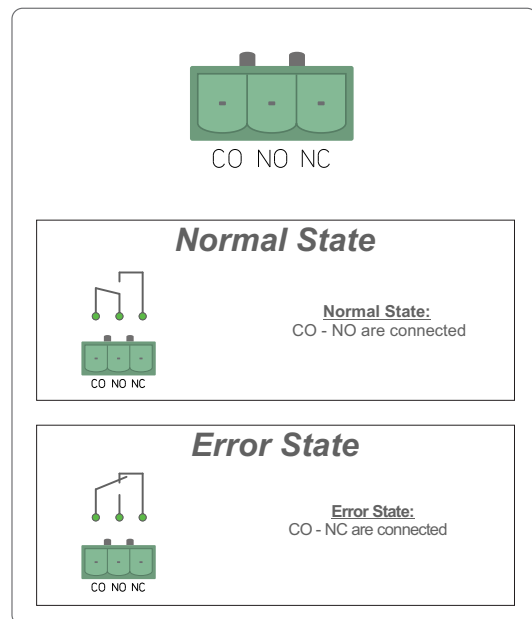 CO NO NC
Normal State
Normal State:
CO - NO are connected
CO NO NC
Error State
Error State:
CO - NC are connected
CO NO NC